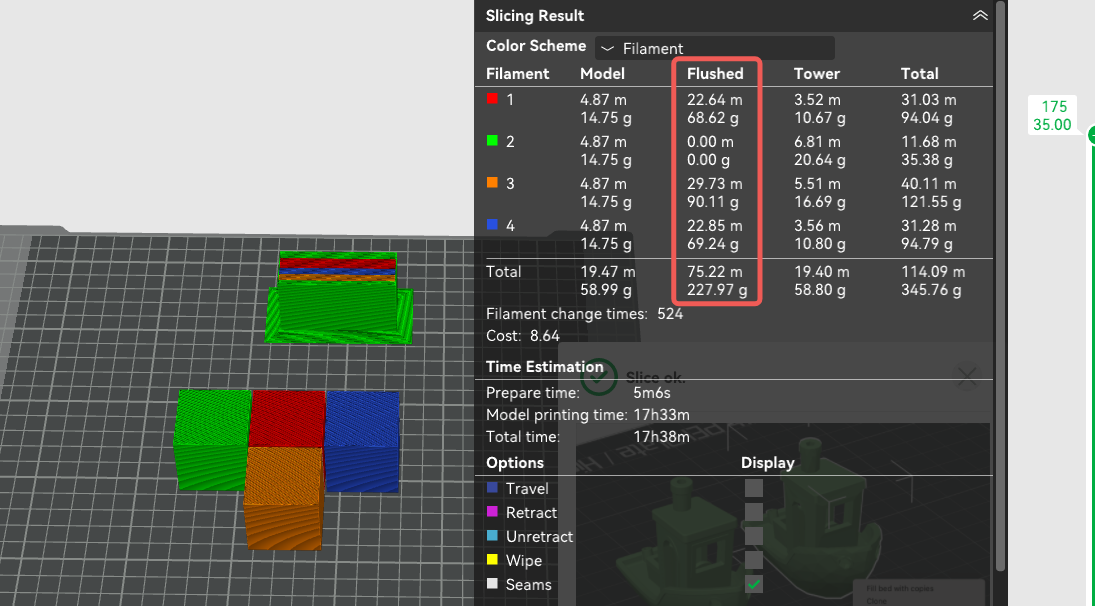 Slicing Result
Color Scheme Filament
Filament Model Flushed Tower Total
1 4.87 m 22.64 m 3.52 m 31.03 m
14.75 g 68.62 g 10.67 g 94.04 g
2 4.87 m 0.00 m 6.81 m 11.68 m
14.75 g 0.00 g 20.64 g 35.38 g
3 4.87 m 29.73 m 5.51 m 40.11 m
14.75 g 90.11 g 16.69 g 121.55 g
4 4.87 m 22.85 m 3.56 m 31.28 m
14.75 g 69.24 g 10.80 g 94.79 g
Total 19.47 m 75.22 m 19.40 m 114.09 m
58.99 g 227.97 g 58.80 g 345.76 g
Filament change times: 524
Cost: 8.64
Time Estimation
Slice ok.
Prepare time: 5m6s
Model printing time: 17h33m
Total time: 17h38m
Options Display
Travel
Retract
Unretract
Wipe
Seams
Fill bed with copies
Clone
175
35.00